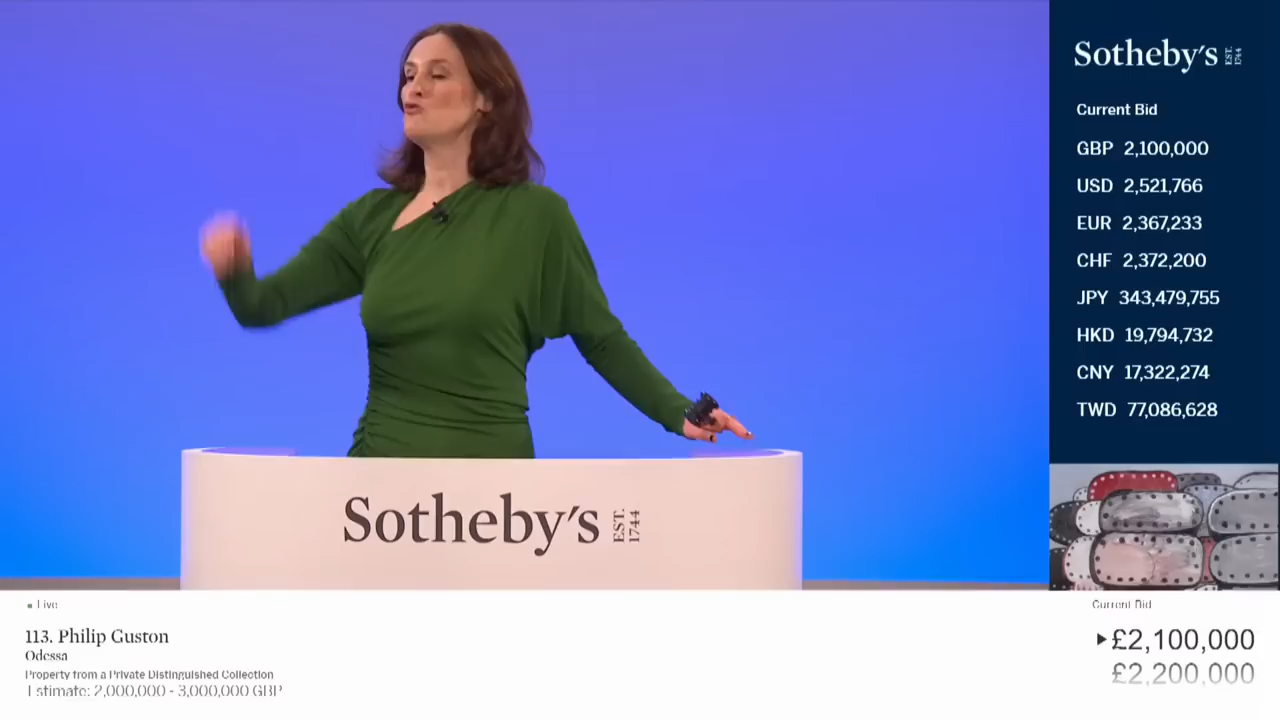 Sotheby's EST. 1744
Current Bid
GBP 2,100,000
USD 2,521,766
EUR 2,367,233
CHF 2,372,200
JPY 343,479,755
HKD 19,794,732
CNY 17,322,274
TWD 77,086,628
Sotheby's EST. 1744
Live
113. Philip Guston
Odessa
Property from a Private Distinguished Collection
Estimate: 2,000,000 - 3,000,000 GBP
Current Bid
£2,100,000
£2,200,000